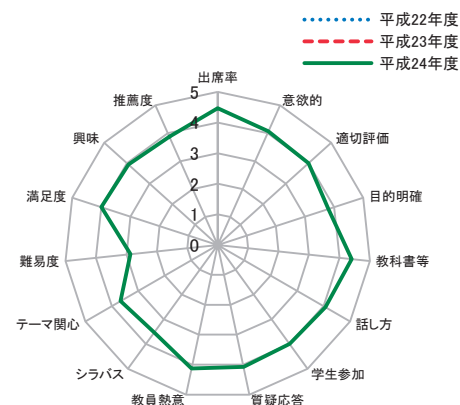 平成22年度
平成23年度
平成24年度
出席率
意欲的
適切評価
目的明確
教科書等
話し方
学生参加
質疑応答
教員熱意
シラバス
テーマ関心
難易度
満足度
興味
推薦度
5
4
3
2
1
0